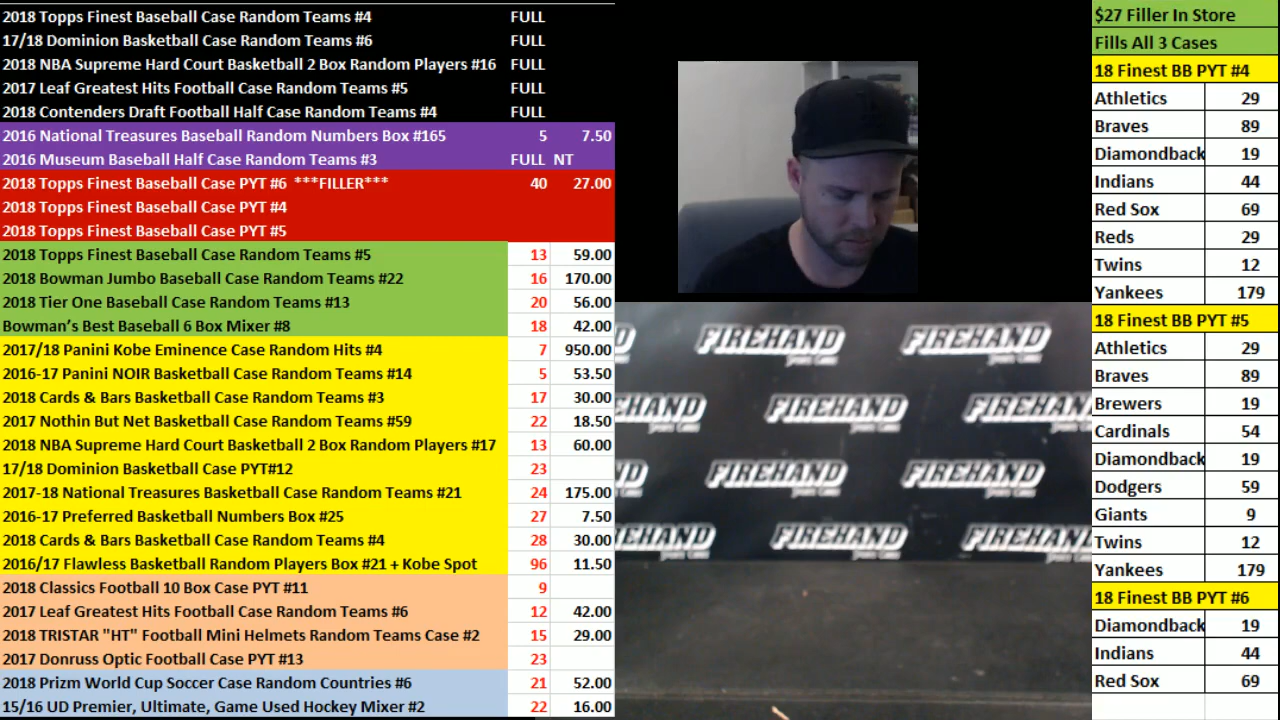 2018 Topps Finest Baseball Case Random Teams #4 FULL
17/18 Dominion Basketball Case Random Teams #6 FULL
2018 NBA Supreme Hard Court Basketball 2 Box Random Players #16 FULL
2017 Leaf Greatest Hits Football Case Random Teams #5 FULL
2018 Contenders Draft Football Half Case Random Teams #4 FULL
2016 National Treasures Baseball Random Numbers Box #165 5 7.50
2016 Museum Baseball Half Case Random Teams #3 FULL NT
2018 Topps Finest Baseball Case PYT #6 ***FILLER*** 40 27.00
2018 Topps Finest Baseball Case PYT #4
2018 Topps Finest Baseball Case PYT #5
2018 Topps Finest Baseball Case Random Teams #5 13 59.00
2018 Bowman Jumbo Baseball Case Random Teams #22 16 170.00
2018 Tier One Baseball Case Random Teams #13 20 56.00
Bowman’s Best Baseball 6 Box Mixer #8 18 42.00
2017/18 Panini Kobe Eminence Case Random Hits #4 7 950.00
2016-17 Panini NOIR Basketball Case Random Teams #14 5 53.50
2018 Cards & Bars Basketball Case Random Teams #3 17 30.00
2017 Nothin But Net Basketball Case Random Teams #59 22 18.50
2018 NBA Supreme Hard Court Basketball 2 Box Random Players #17 13 60.00
17/18 Dominion Basketball Case PYT#12 23
2017-18 National Treasures Basketball Case Random Teams #21 24 175.00
2016-17 Preferred Basketball Numbers Box #25 27 7.50
2018 Cards & Bars Basketball Case Random Teams #4 28 30.00
2016/17 Flawless Basketball Random Players Box #21 + Kobe Spot 96 11.50
2018 Classics Football 10 Box Case PYT #11 9
2017 Leaf Greatest Hits Football Case Random Teams #6 12 42.00
2018 TRISTAR "HT" Football Mini Helmets Random Teams Case #2 15 29.00
2017 Donruss Optic Football Case PYT #13 23
2018 Prizm World Cup Soccer Case Random Countries #6 21 52.00
15/16 UD Premier, Ultimate, Game Used Hockey Mixer #2 22 16.00
FIREHAND FIREHAND
EHAND FIREHAND FIREHAN
FIREHAND FIREHAND
FIREHAND FIREHAND FIREHAN
$27 Filler In Store
Fills All 3 Cases
18 Finest BB PYT #4
Athletics 29
Braves 89
Diamondback 19
Indians 44
Red Sox 69
Reds 29
Twins 12
Yankees 179
18 Finest BB PYT #5
Athletics 29
Braves 89
Brewers 19
Cardinals 54
Diamondback 19
Dodgers 59
Giants 9
Twins 12
Yankees 179
18 Finest BB PYT #6
Diamondback 19
Indians 44
Red Sox 69